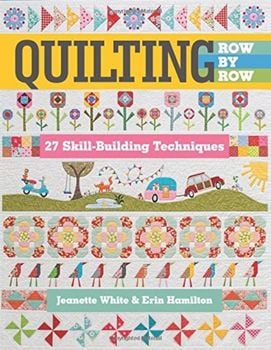 QUILTING ROW BY ROW
27 Skill-Building Techniques
Jeanette White & Erin Hamilton